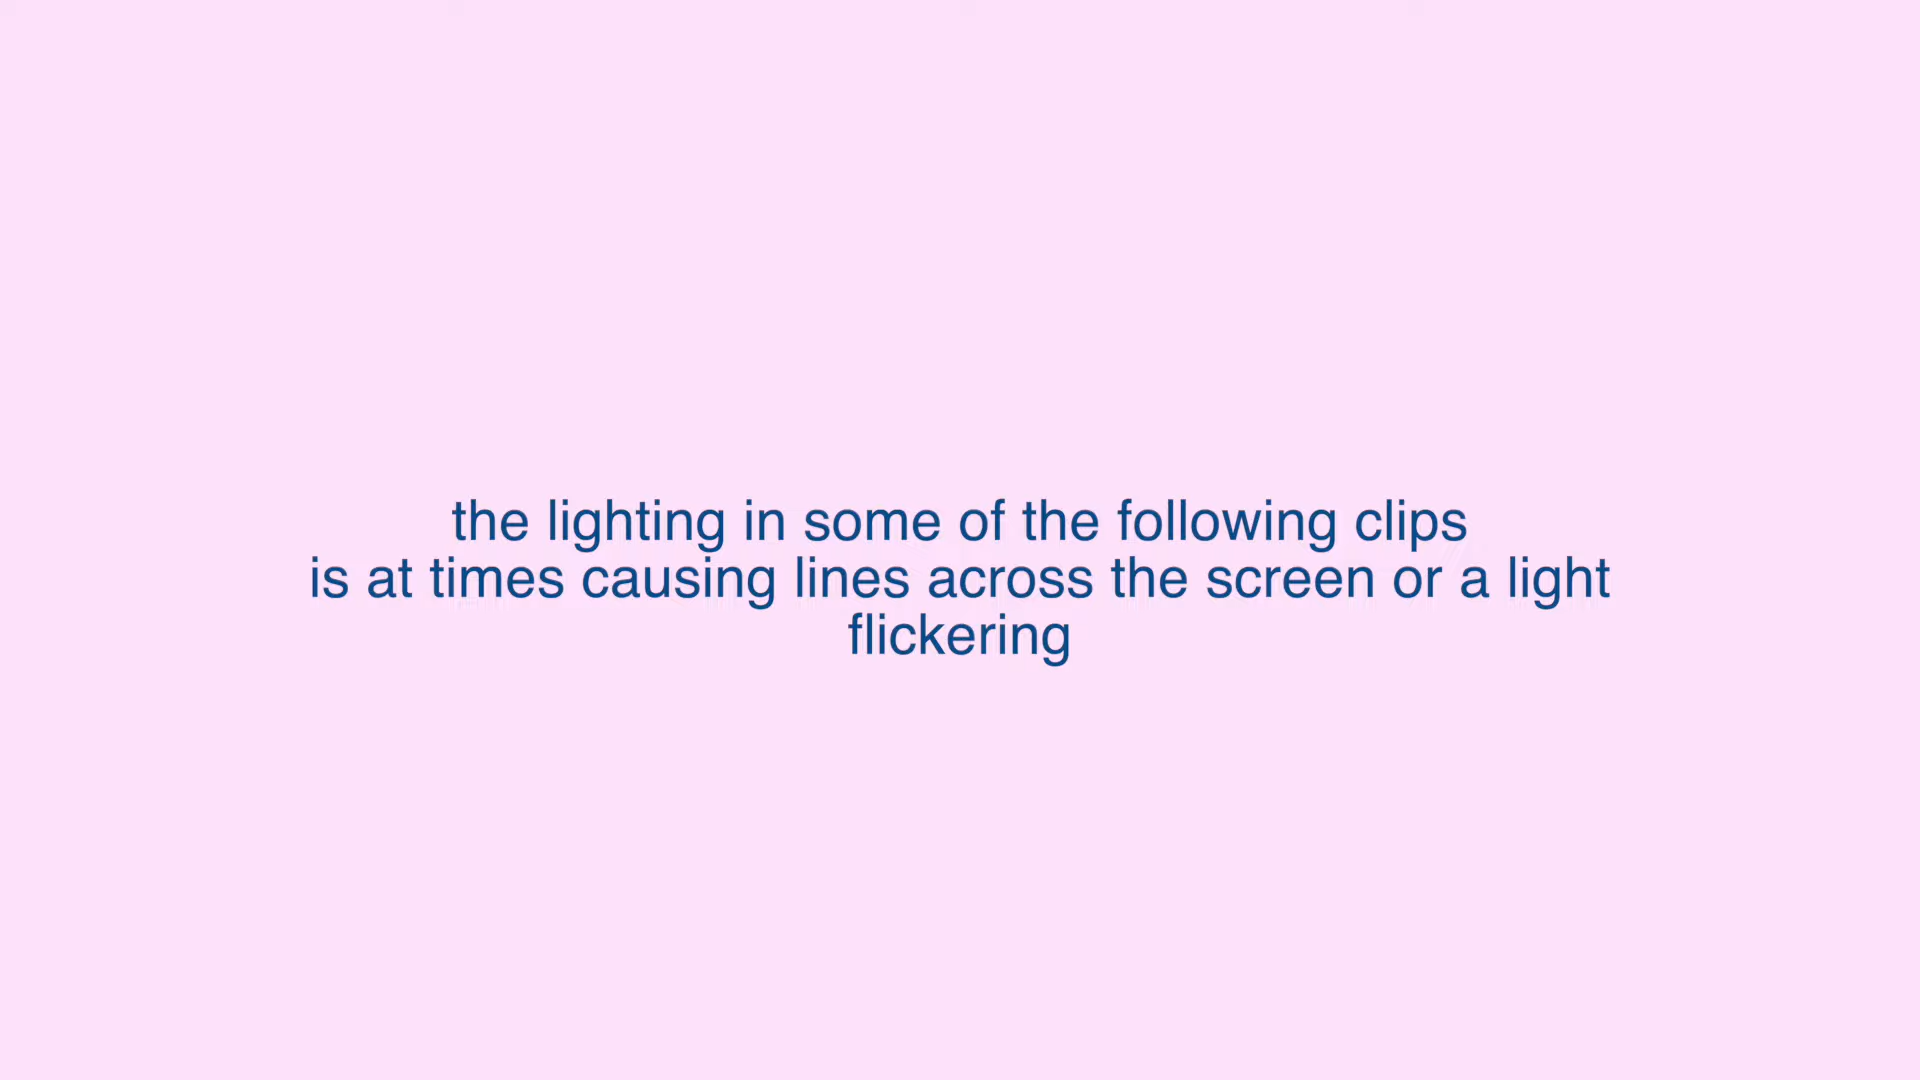 the lighting in some of the following clips
is at times causing lines across the screen or a light
flickering